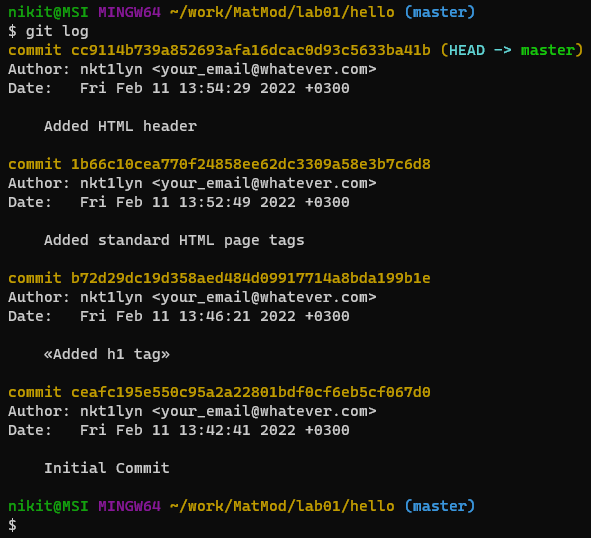 nikit@MSI MINGW64 ~/work/MatMod/lab01/hello (master)
$ git log
commit cc9114b739a852693afa16dcac0d93c5633ba41b (HEAD -> master)
Author: nkt1lyn <your_email@whatever.com>
Date:   Fri Feb 11 13:54:29 2022 +0300

    Added HTML header

commit 1b66c10cea770f24858ee62dc3309a58e3b7c6d8
Author: nkt1lyn <your_email@whatever.com>
Date:   Fri Feb 11 13:52:49 2022 +0300

    Added standard HTML page tags

commit b72d29dc19d358aed484d09917714a8bda199b1e
Author: nkt1lyn <your_email@whatever.com>
Date:   Fri Feb 11 13:46:21 2022 +0300

    «Added h1 tag»

commit ceafc195e550c95a2a22801bdf0cf6eb5cf067d0
Author: nkt1lyn <your_email@whatever.com>
Date:   Fri Feb 11 13:42:41 2022 +0300

    Initial Commit

nikit@MSI MINGW64 ~/work/MatMod/lab01/hello (master)
$